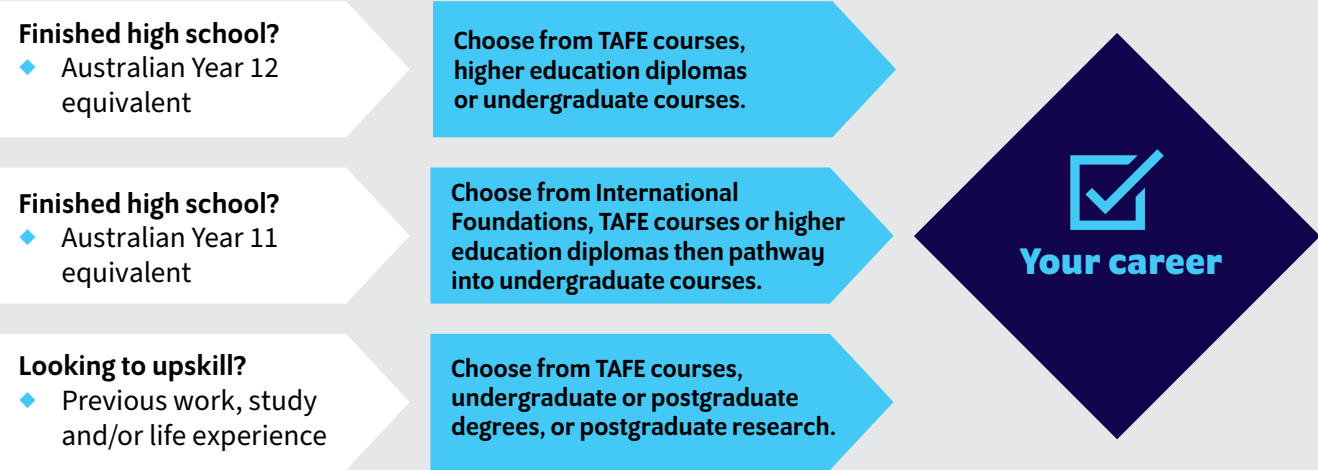 Finished high school?
◆ Australian Year 12
equivalent
Choose from TAFE courses,
higher education diplomas
or undergraduate courses.
Finished high school?
◆ Australian Year 11
equivalent
Choose from International
Foundations, TAFE courses or higher
education diplomas then pathway
into undergraduate courses.
Looking to upskill?
◆ Previous work, study
and/or life experience
Choose from TAFE courses,
undergraduate or postgraduate
degrees, or postgraduate research.
Your career